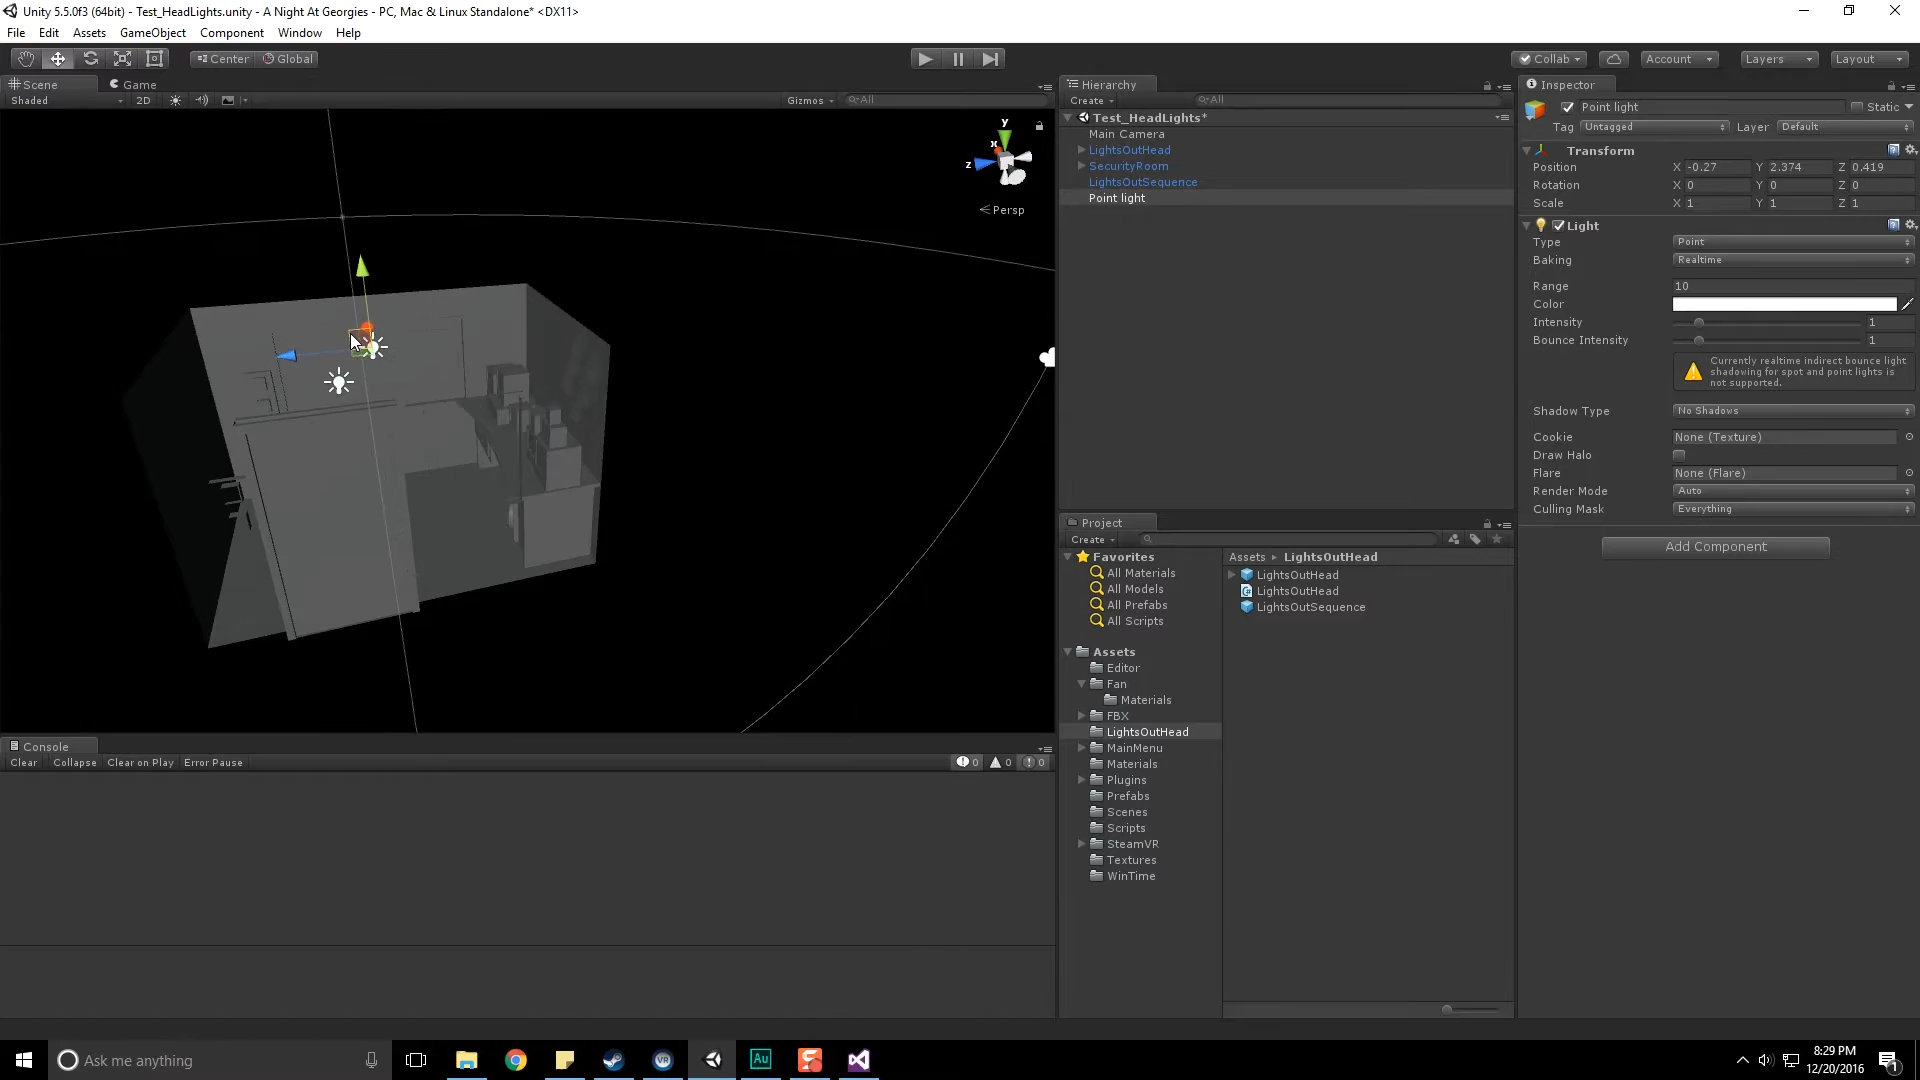 Unity 5.5.0f3 (64bit) - Test_HeadLights.unity - A Night At Georgies - PC, Mac & Linux Standalone* <DX11>
File Edit Assets GameObject Component Window Help
Center Global Collab Account Layers Layout
Scene Game Hierarchy Inspector
Shaded 2D Gizmos All Create All
Point light Static
Tag Untagged Layer Default
Test_HeadLights*
Main Camera
LightsOutHead
SecurityRoom
LightsOutSequence
Point light
y
x
z
Persp
Transform
Position X -0.27 Y 2.374 Z 0.419
Rotation X 0 Y 0 Z 0
Scale X 1 Y 1 Z 1
Light
Type Point
Baking Realtime
Range 10
Color
Intensity 1
Bounce Intensity 1
Currently realtime indirect bounce light
shadowing for spot and point lights is
not supported.
Shadow Type No Shadows
Cookie None (Texture)
Draw Halo
Flare None (Flare)
Render Mode Auto
Culling Mask Everything
Add Component
Project
Create
Favorites
All Materials
All Models
All Prefabs
All Scripts
Assets
Editor
Fan
Materials
FBX
LightsOutHead
MainMenu
Materials
Plugins
Prefabs
Scenes
Scripts
SteamVR
Textures
WinTime
Assets LightsOutHead
LightsOutHead
LightsOutHead
LightsOutSequence
Console
Clear Collapse Clear on Play Error Pause 0 0 0
Ask me anything
VR
Au
8:29 PM
12/20/2016
1